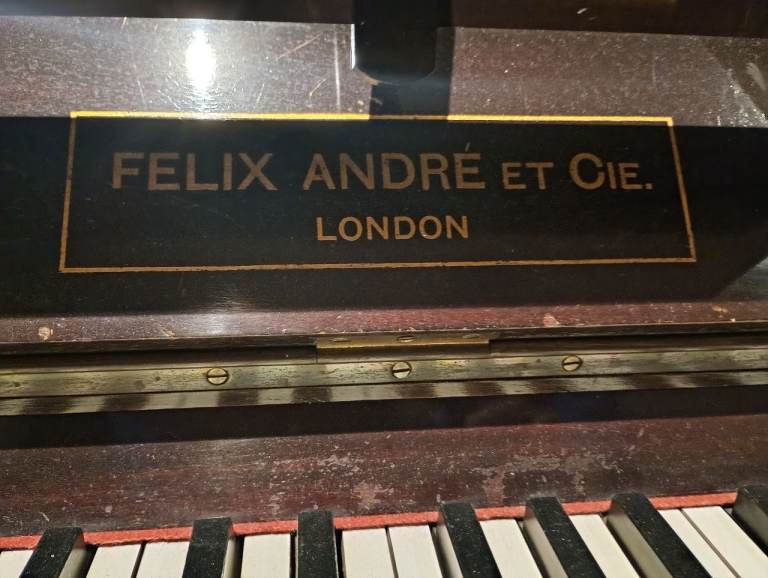 FELIX ANDRÉ ET CIE.
LONDON